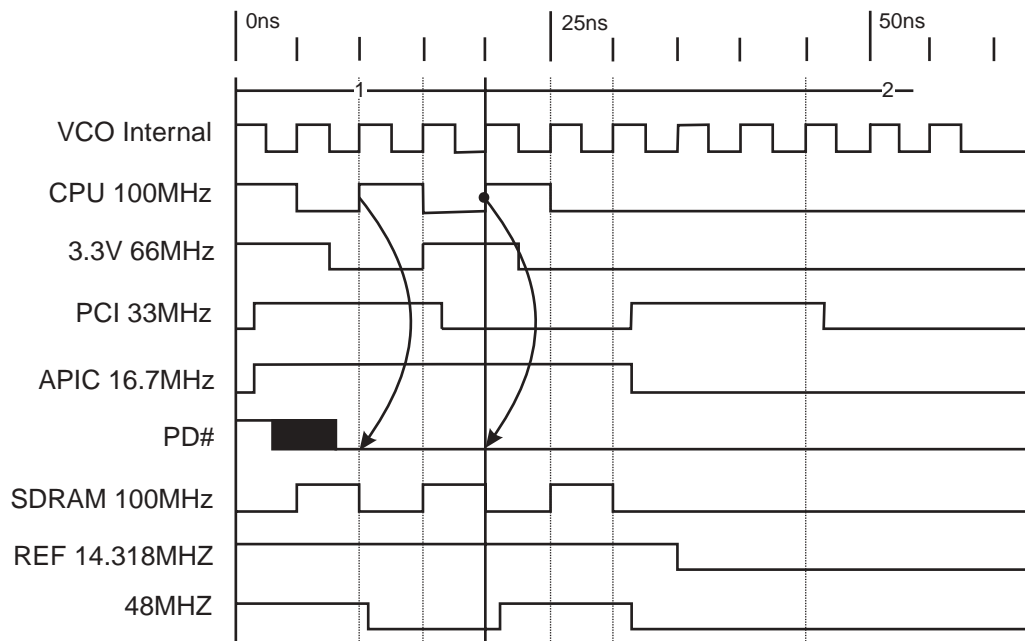 0ns 25ns 50ns
1 2
VCO Internal
CPU 100MHz
3.3V 66MHz
PCI 33MHz
APIC 16.7MHz
PD#
SDRAM 100MHz
REF 14.318MHZ
48MHZ